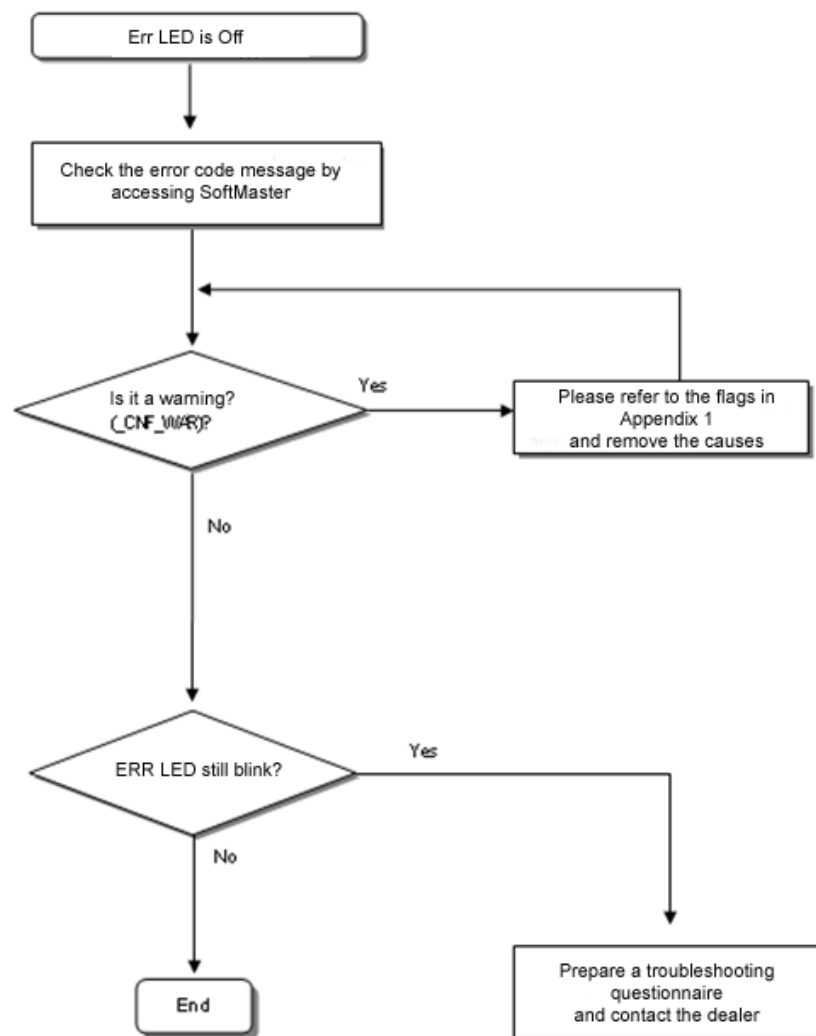 Err LED is Off
Check the error code message by
accessing SoftMaster
Is it a warning?
(_CNF_WAR)?
Yes
Please refer to the flags in
Appendix 1
and remove the causes
No
ERR LED still blink?
Yes
No
End
Prepare a troubleshooting
questionnaire
and contact the dealer